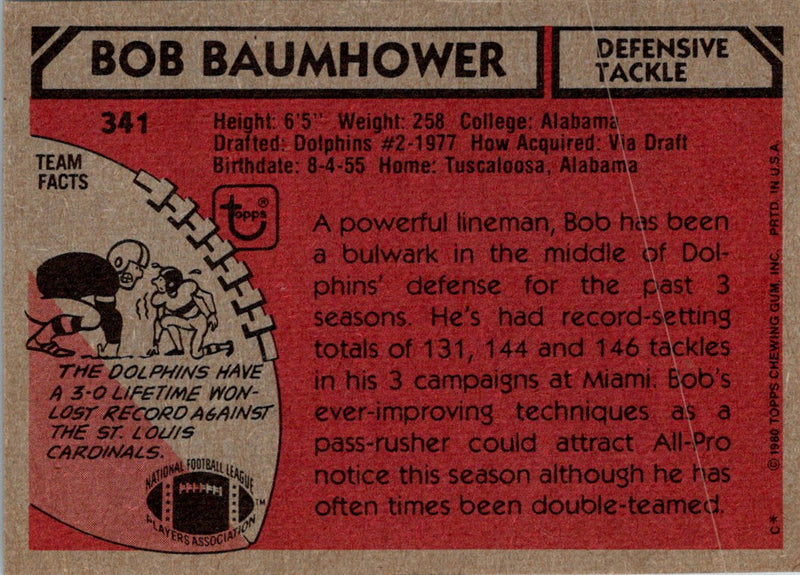 BOB BAUMHOWER
DEFENSIVE
TACKLE
341
Height: 6'5" Weight: 258 College: Alabama
Drafted: Dolphins #2-1977 How Acquired: Via Draft
Birthdate: 8-4-55 Home: Tuscaloosa, Alabama
TEAM
FACTS
Topps®
A powerful lineman, Bob has been
a bulwark in the middle of Dol-
phins' defense for the past 3
seasons. He's had record-setting
totals of 131, 144 and 146 tackles
in his 3 campaigns at Miami. Bob's
ever-improving techniques as a
pass-rusher could attract All-Pro
notice this season although he has
often times been double-teamed.
THE DOLPHINS HAVE
A 3-0 LIFETIME WON-
LOST RECORD AGAINST
THE ST. LOUIS
CARDINALS.
NATIONAL FOOTBALL LEAGUE
PLAYERS ASSOCIATION
TM
©1980 TOPPS CHEWING GUM, INC. PRTD. IN U.S.A.
C*